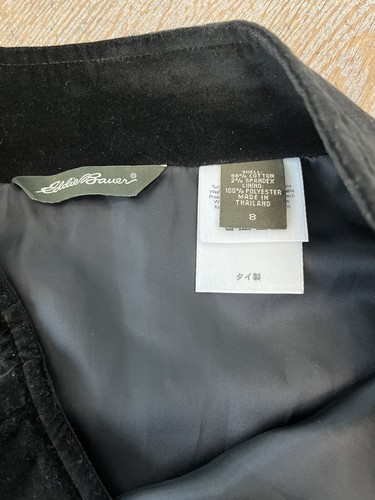 Eddie Bauer®
SHELL:
98% COTTON
2% SPANDEX
LINING:
100% POLYESTER
MADE IN
THAILAND
8
タイ製